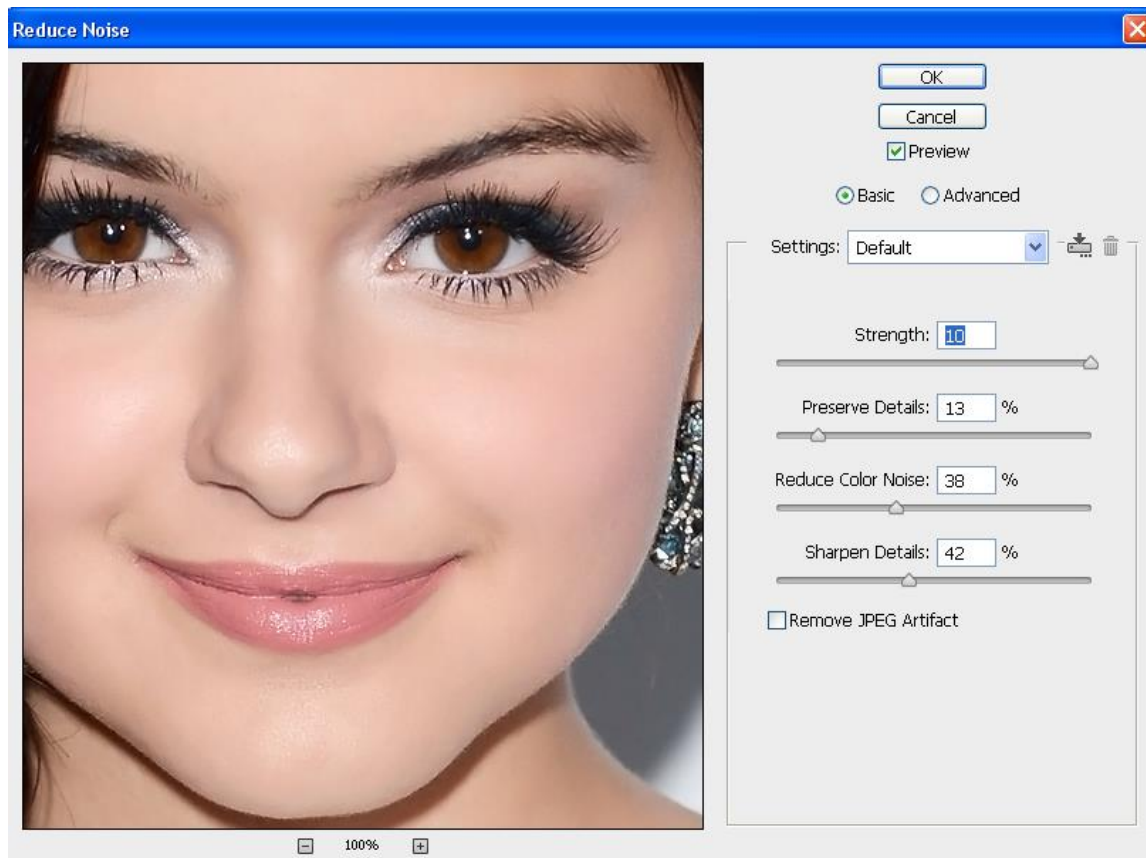 Reduce Noise
OK
Cancel
Preview
Basic Advanced
Settings: Default
Strength: 10
Preserve Details: 13 %
Reduce Color Noise: 38 %
Sharpen Details: 42 %
Remove JPEG Artifact
100%